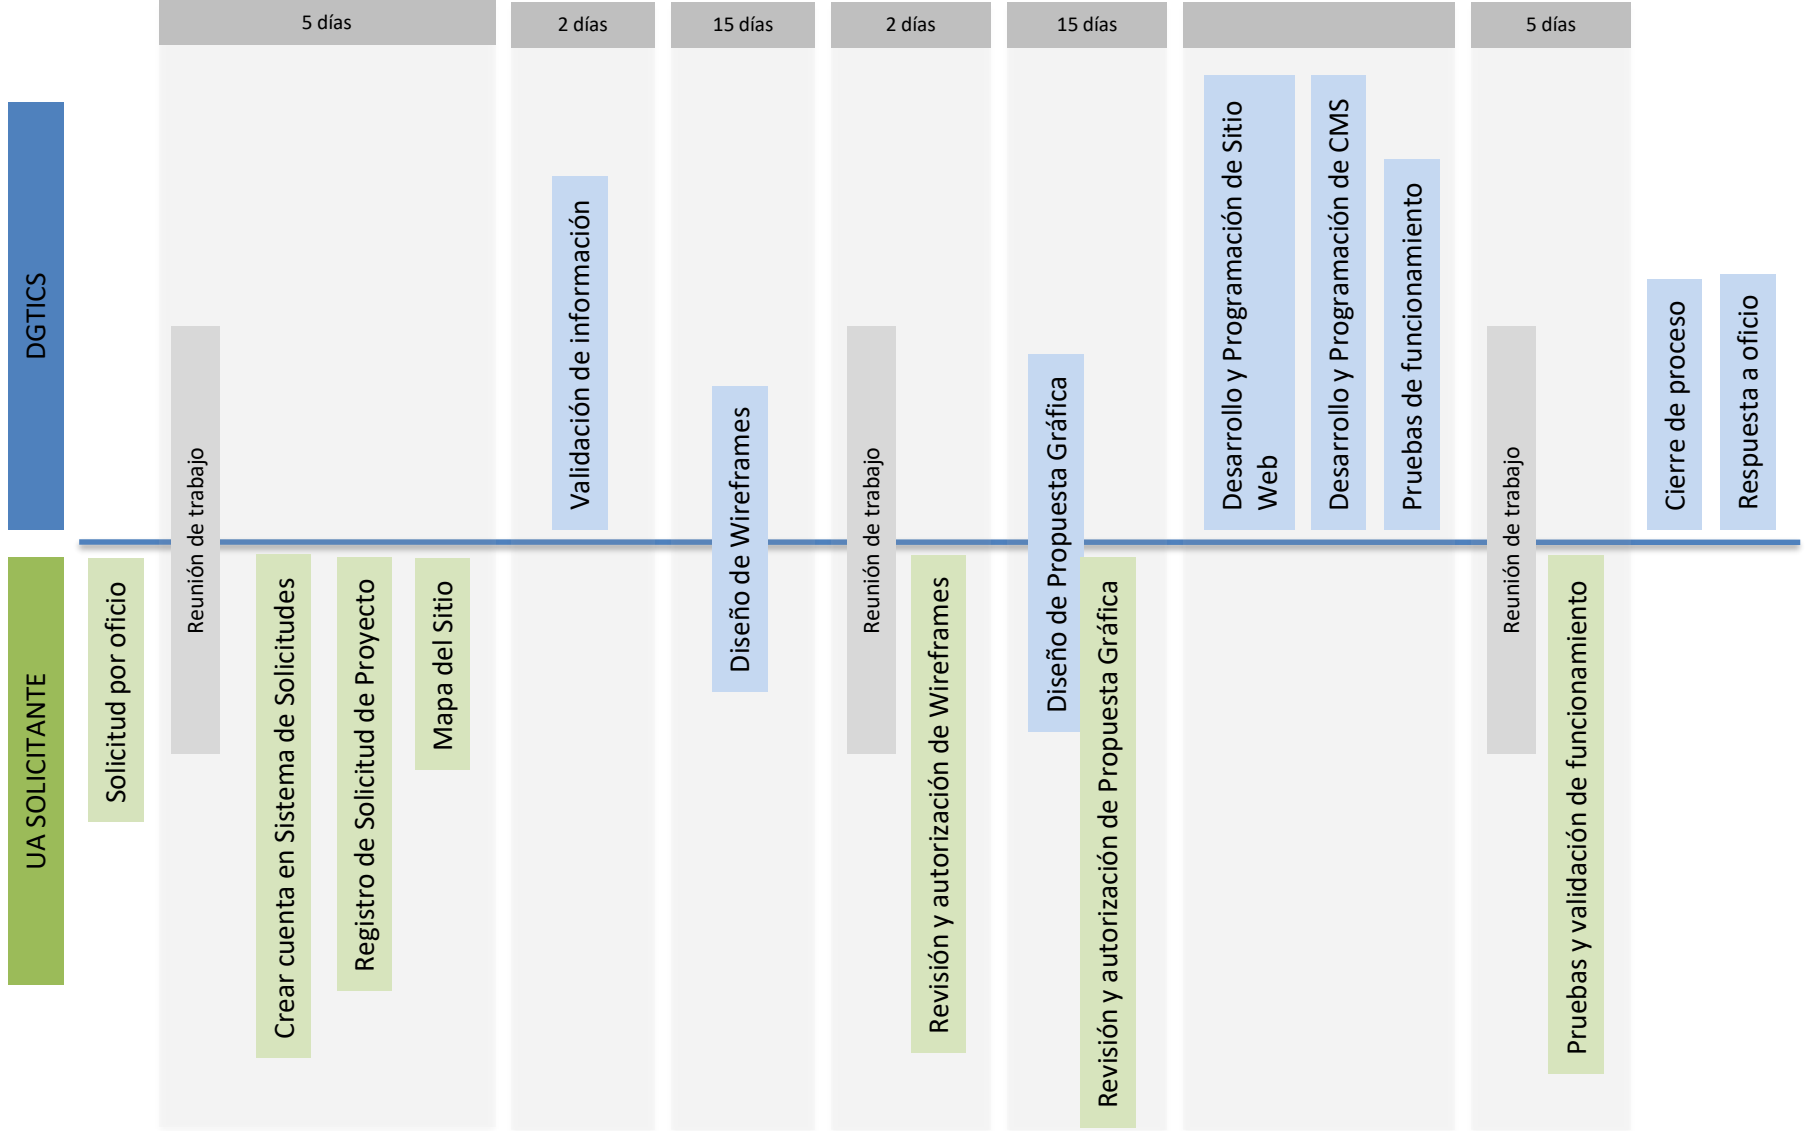 5 días
2 días
15 días
2 días
15 días
5 días
DGTICS
UA SOLICITANTE
Solicitud por oficio
Reunión de trabajo
Crear cuenta en Sistema de Solicitudes
Registro de Solicitud de Proyecto
Mapa del Sitio
Validación de información
Diseño de Wireframes
Reunión de trabajo
Revisión y autorización de Wireframes
Diseño de Propuesta Gráfica
Revisión y autorización de Propuesta Gráfica
Desarrollo y Programación de Sitio
Web
Desarrollo y Programación de CMS
Pruebas de funcionamiento
Reunión de trabajo
Pruebas y validación de funcionamiento
Cierre de proceso
Respuesta a oficio